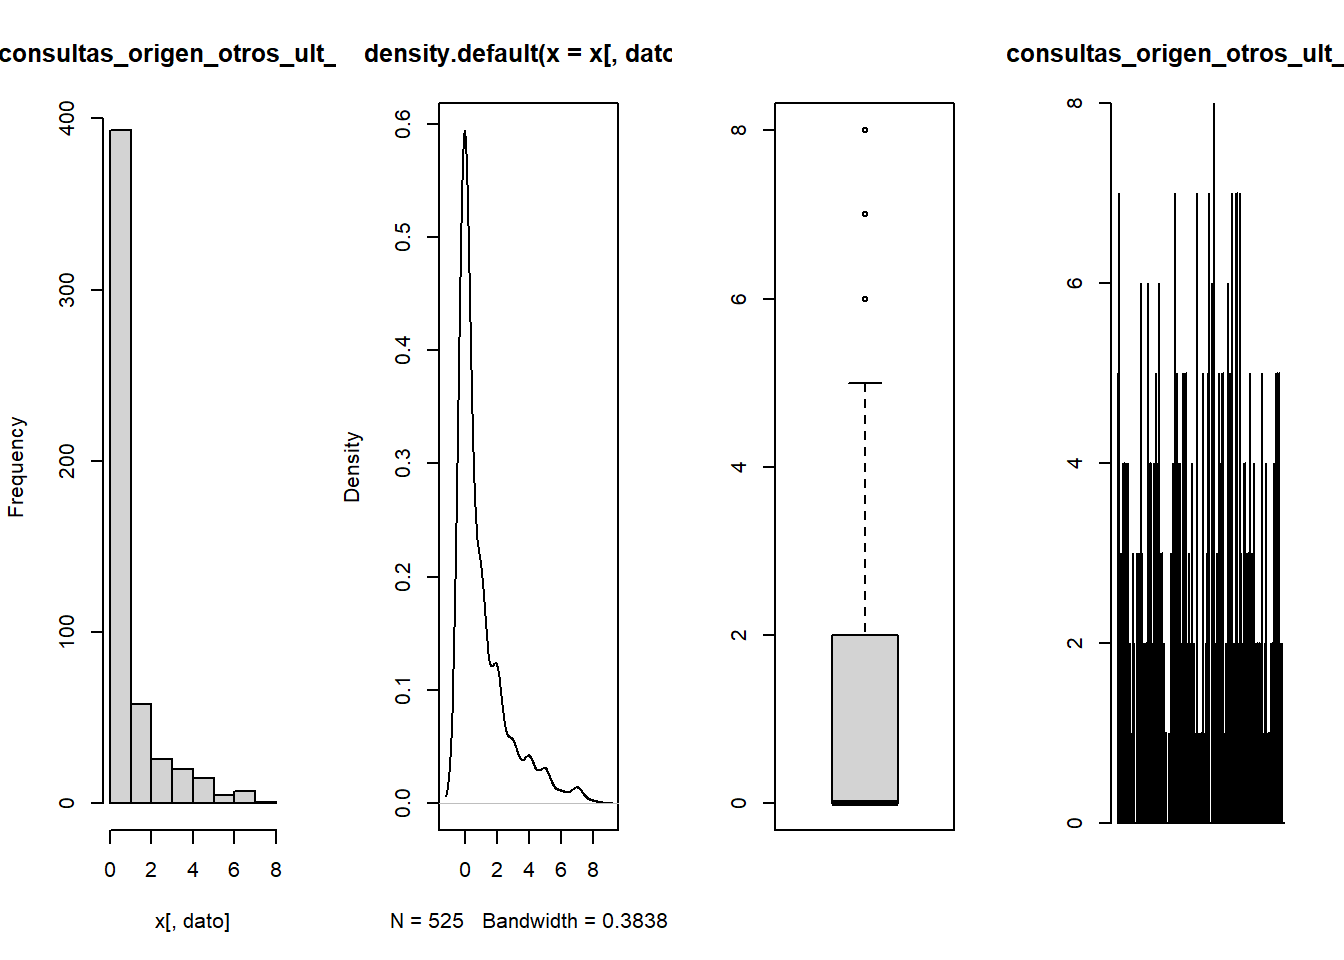 consultas_origen_otros_ult_
Frequency
400
300
200
100
0
0 2 4 6 8
x[, dato]
density.default(x = x[, dato
Density
0.6
0.5
0.4
0.3
0.2
0.1
0.0
0 2 4 6 8
N = 525 Bandwidth = 0.3838
8
6
4
2
0
consultas_origen_otros_ult_
8
6
4
2
0